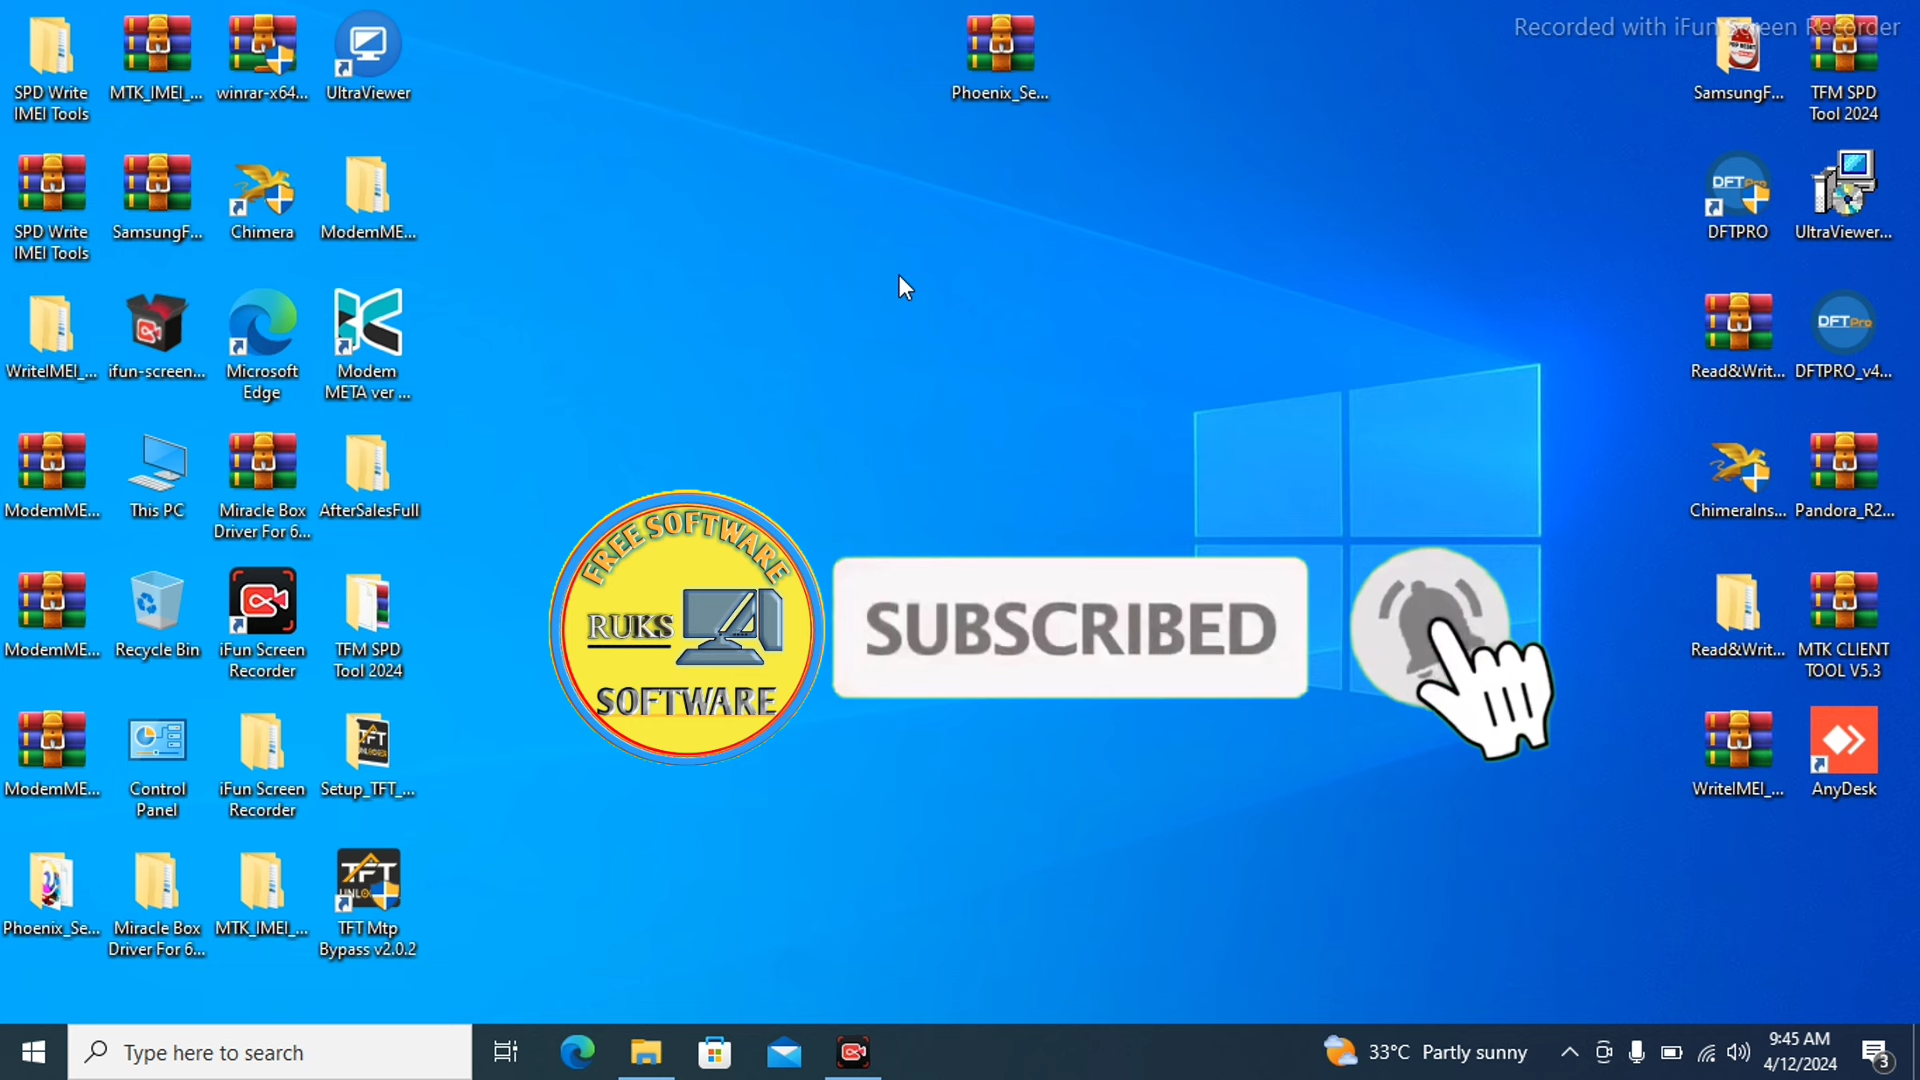 Recorded with iFun Screen Recorder
SPD Write
IMEI Tools
MTK_IMEI_...
winrar-x64...
UltraViewer
Phoenix_Se...
SamsungF...
TFM SPD
Tool 2024
SPD Write
IMEI Tools
SamsungF...
Chimera
ModemME...
DFTPRO
UltraViewer...
WriteIMEI_...
ifun-screen...
Microsoft
Edge
Modem
META ver ...
Read&Writ...
DFTPRO_v4...
ModemME...
This PC
Miracle Box
Driver For 6...
AfterSalesFull
ChimeraIns...
Pandora_R2...
ModemME...
Recycle Bin
iFun Screen
Recorder
TFM SPD
Tool 2024
Read&Writ...
MTK CLIENT
TOOL V5.3
FREE SOFTWARE
RUKS
SOFTWARE
SUBSCRIBED
ModemME...
Control
Panel
iFun Screen
Recorder
Setup_TFT_...
WriteIMEI_...
AnyDesk
Phoenix_Se...
Miracle Box
Driver For 6...
MTK_IMEI_...
TFT Mtp
Bypass v2.0.2
Type here to search
33°C Partly sunny
9:45 AM
4/12/2024
3